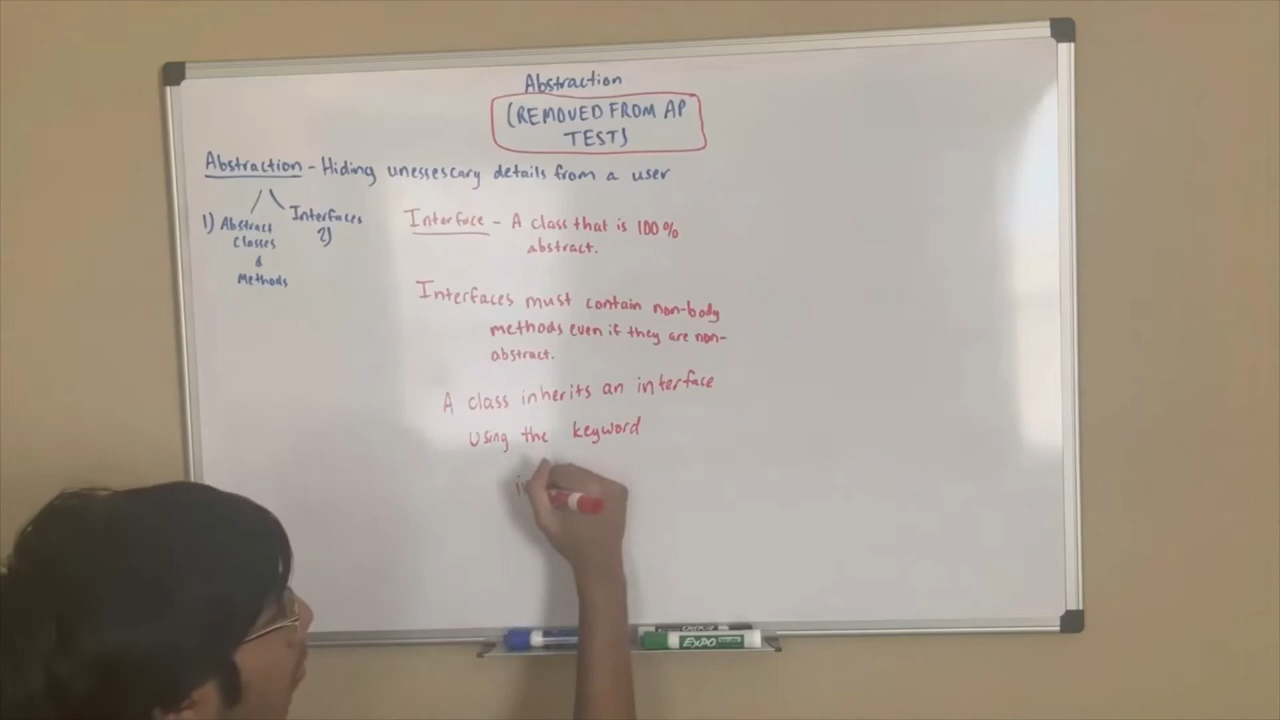 Abstraction
(REMOVED FROM AP
TEST)
Abstraction - Hiding unessescary details from a user
1) Abstract
Classes
&
Methods
Interfaces
2)
Interface - A class that is 100%
abstract.
Interfaces must contain non-body
methods even if they are non-
abstract.
A class inherits an interface
using the keyword
i
EXPO